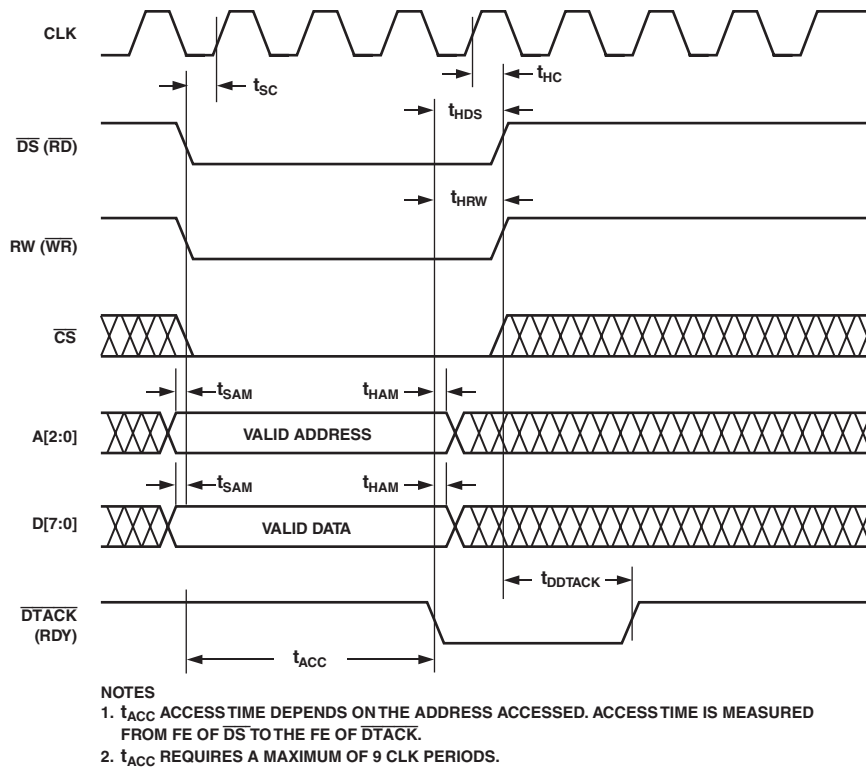 CLK
tSC
tHC
tHDS
DS (RD)
tHRW
RW (WR)
CS
tSAM
tHAM
A[2:0]
VALID ADDRESS
tSAM
tHAM
D[7:0]
VALID DATA
tDDTACK
DTACK
(RDY)
tACC
NOTES
1. tACC ACCESS TIME DEPENDS ON THE ADDRESS ACCESSED. ACCESS TIME IS MEASURED
FROM FE OF DS TO THE FE OF DTACK.
2. tACC REQUIRES A MAXIMUM OF 9 CLK PERIODS.